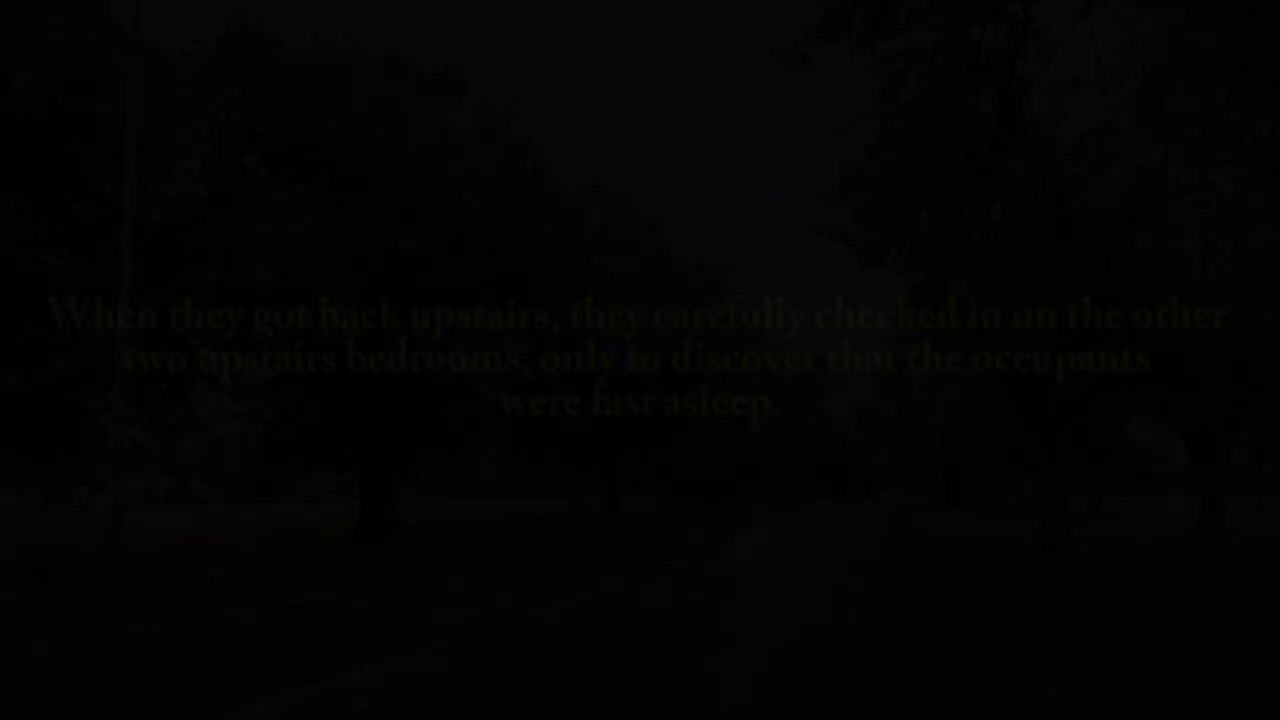 When they got back upstairs, they carefully checked in on the other
two upstairs bedrooms, only to discover that the occupants
were fast asleep.